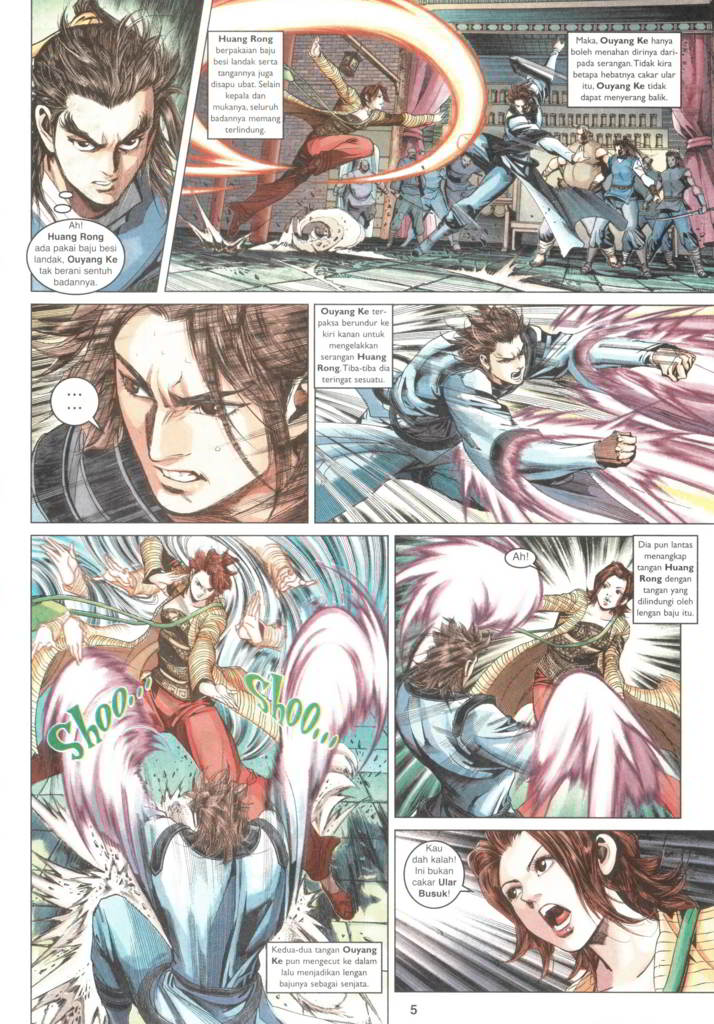 Huang Rong
berpakaian baju
besi landak serta
tangannya juga
disapu ubat. Selain
kepala dan
mukanya, seluruh
badannya memang
terlindung.
Maka, Ouyang Ke hanya
boleh menahan dirinya dari-
pada serangan. Tidak kira
betapa hebatnya cakar ular
itu, Ouyang Ke tidak
dapat menyerang balik.
Ah!
Huang Rong
ada pakai baju besi
landak, Ouyang Ke
tak berani sentuh
badannya.
...
...
Ouyang Ke ter-
paksa berundur ke
kiri kanan untuk
mengelakkan
serangan Huang
Rong. Tiba-tiba dia
teringat sesuatu.
Shoo...
Shoo...
Kedua-dua tangan Ouyang
Ke pun mengecut ke dalam
lalu menjadikan lengan
bajunya sebagai senjata.
Ah!
Dia pun lantas
menangkap
tangan Huang
Rong dengan
tangan yang
dilindungi oleh
lengan baju itu.
Kau
dah kalah!
Ini bukan
cakar Ular
Busuk!
5